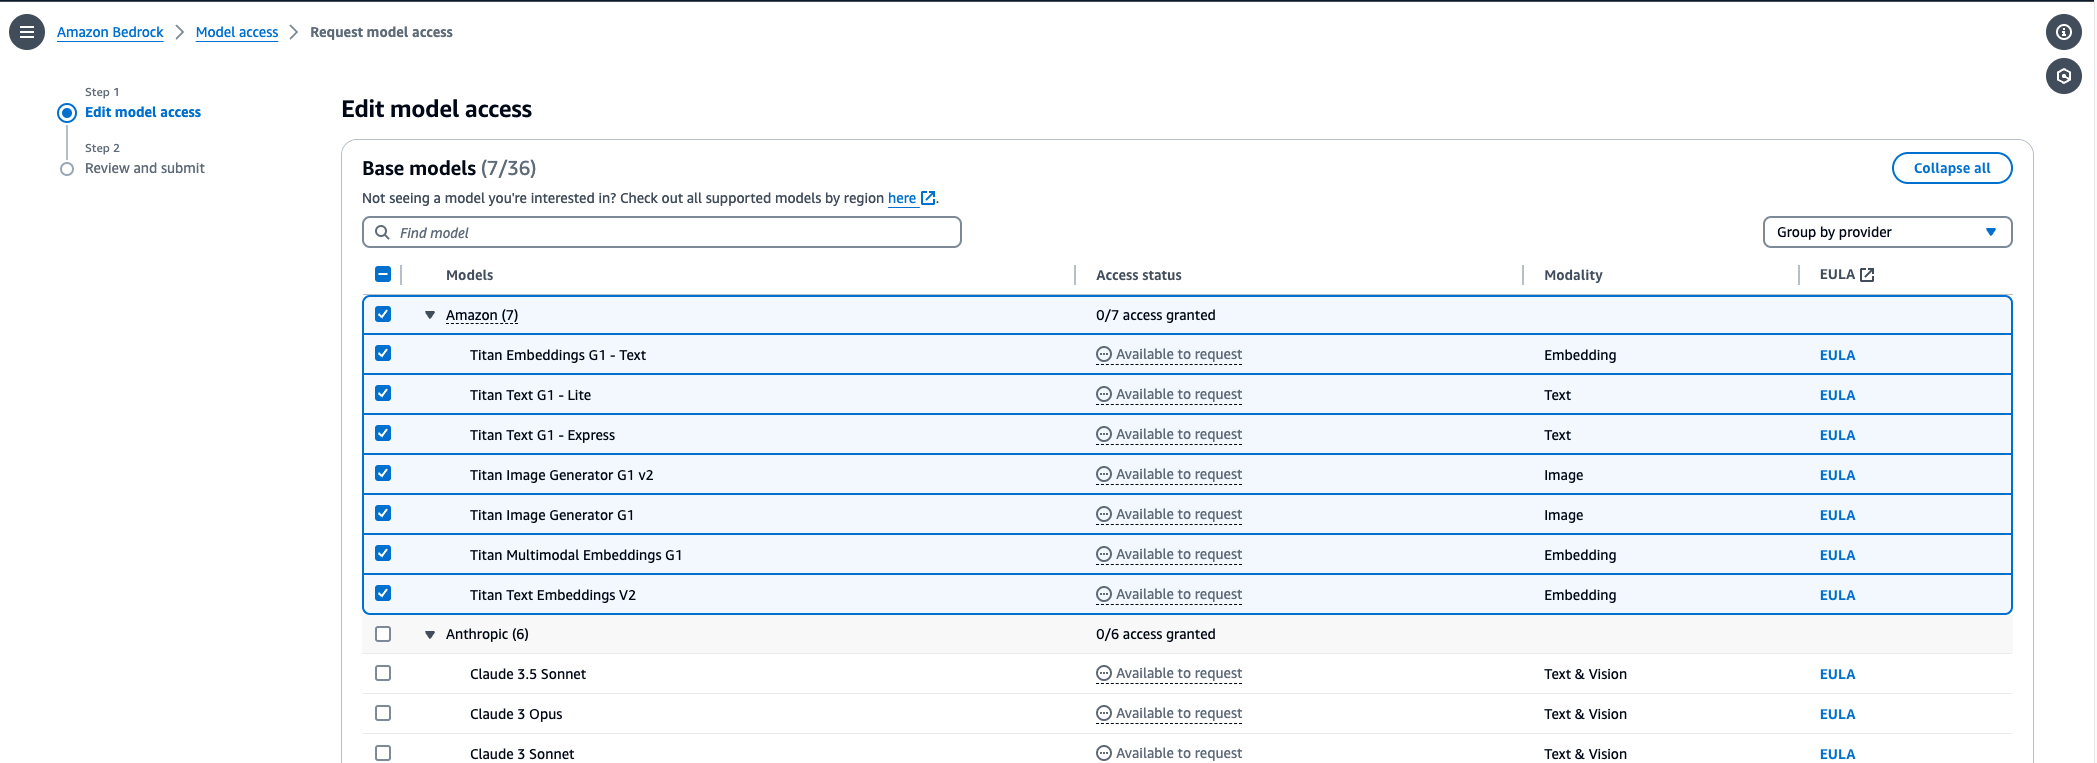 Amazon Bedrock > Model access > Request model access
Step 1
Edit model access
Step 2
Review and submit
Edit model access
Base models (7/36)
Collapse all
Not seeing a model you're interested in? Check out all supported models by region here.
Find model
Group by provider
Models Access status Modality EULA
Amazon (7) 0/7 access granted
Titan Embeddings G1 - Text Available to request Embedding EULA
Titan Text G1 - Lite Available to request Text EULA
Titan Text G1 - Express Available to request Text EULA
Titan Image Generator G1 v2 Available to request Image EULA
Titan Image Generator G1 Available to request Image EULA
Titan Multimodal Embeddings G1 Available to request Embedding EULA
Titan Text Embeddings V2 Available to request Embedding EULA
Anthropic (6) 0/6 access granted
Claude 3.5 Sonnet Available to request Text & Vision EULA
Claude 3 Opus Available to request Text & Vision EULA
Claude 3 Sonnet Available to request Text & Vision EULA